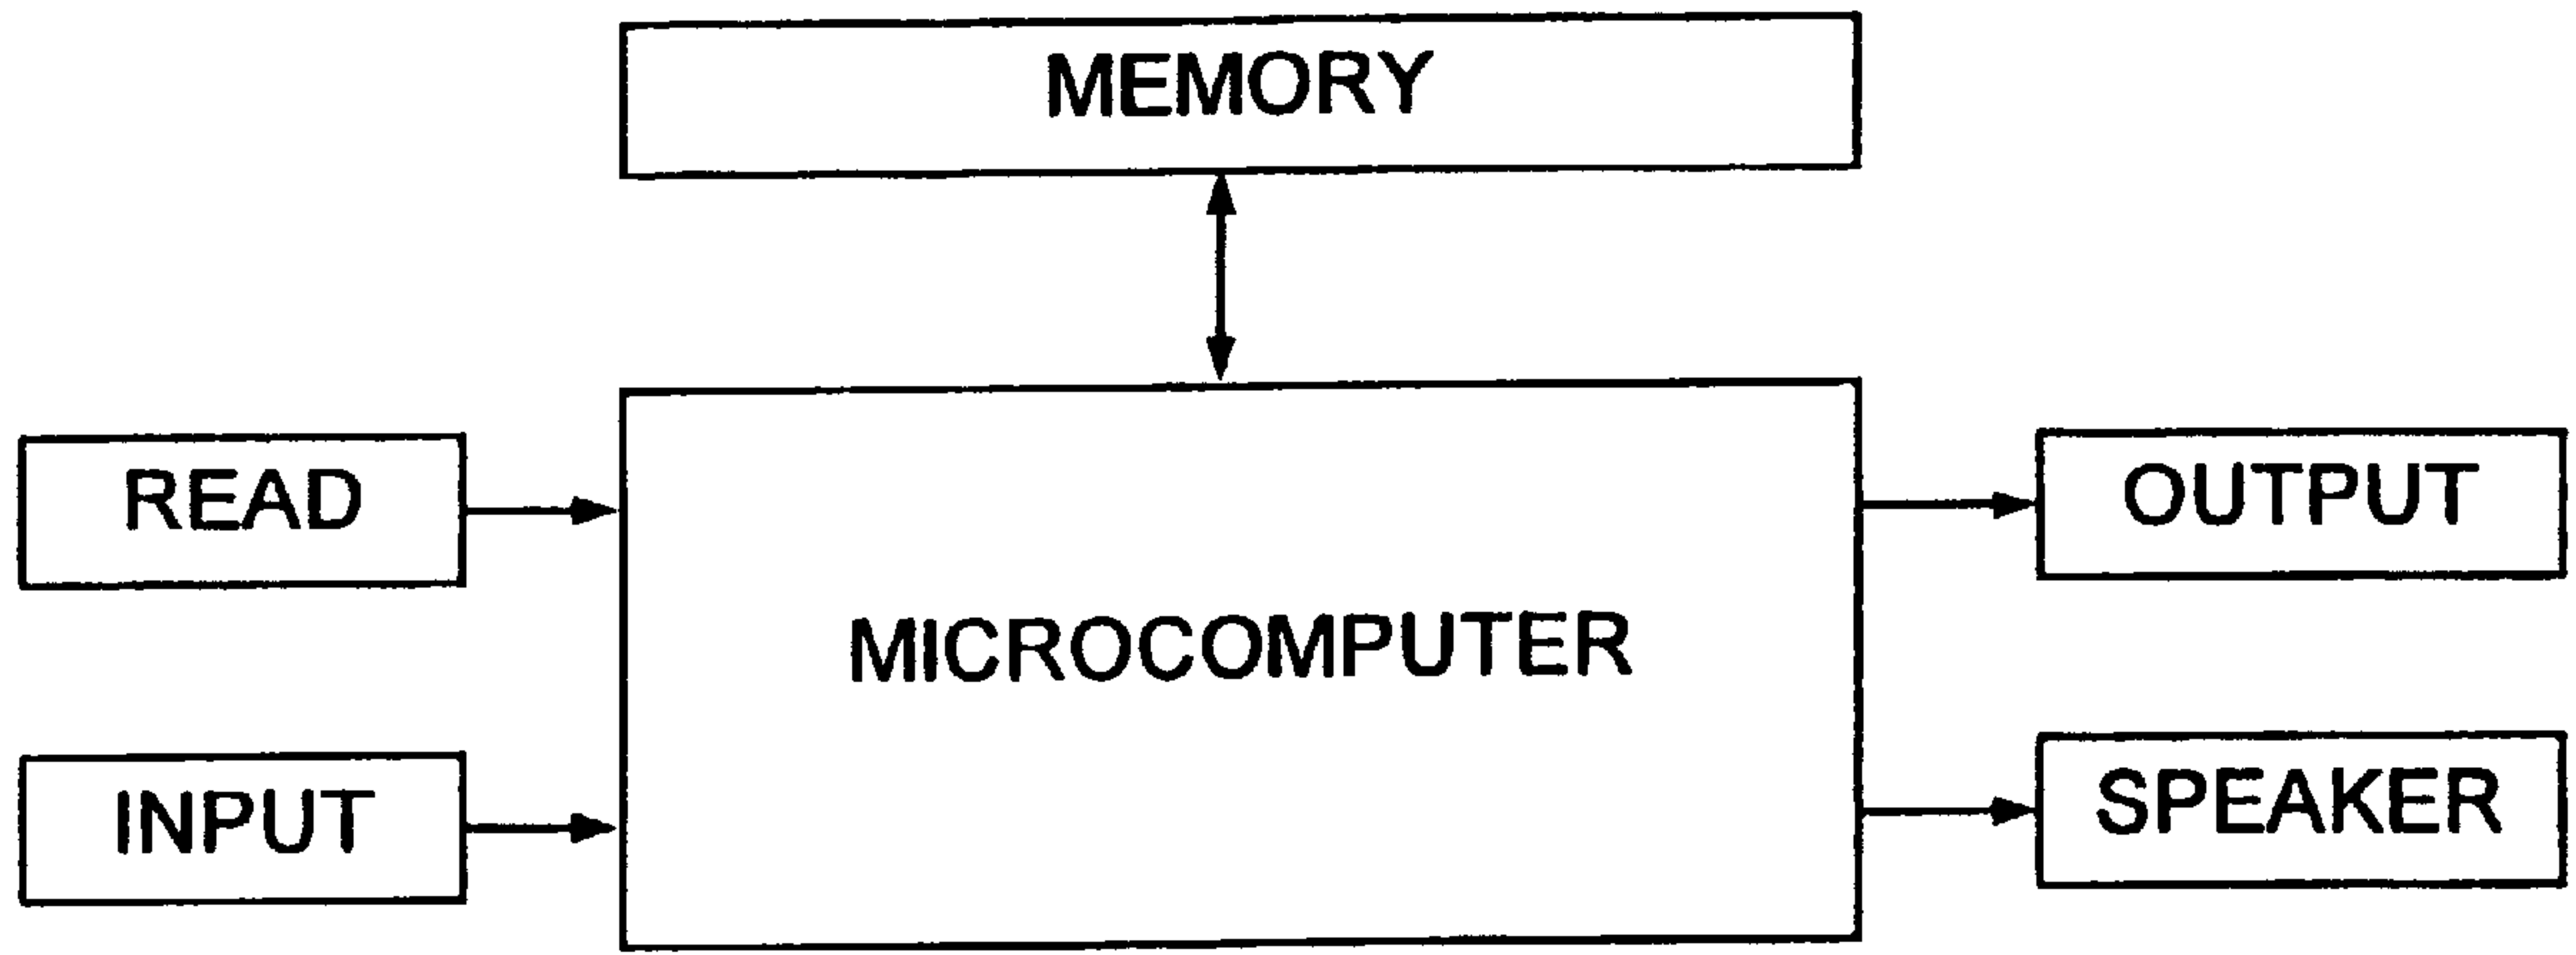 MEMORY
READ
OUTPUT
MICROCOMPUTER
INPUT
SPEAKER